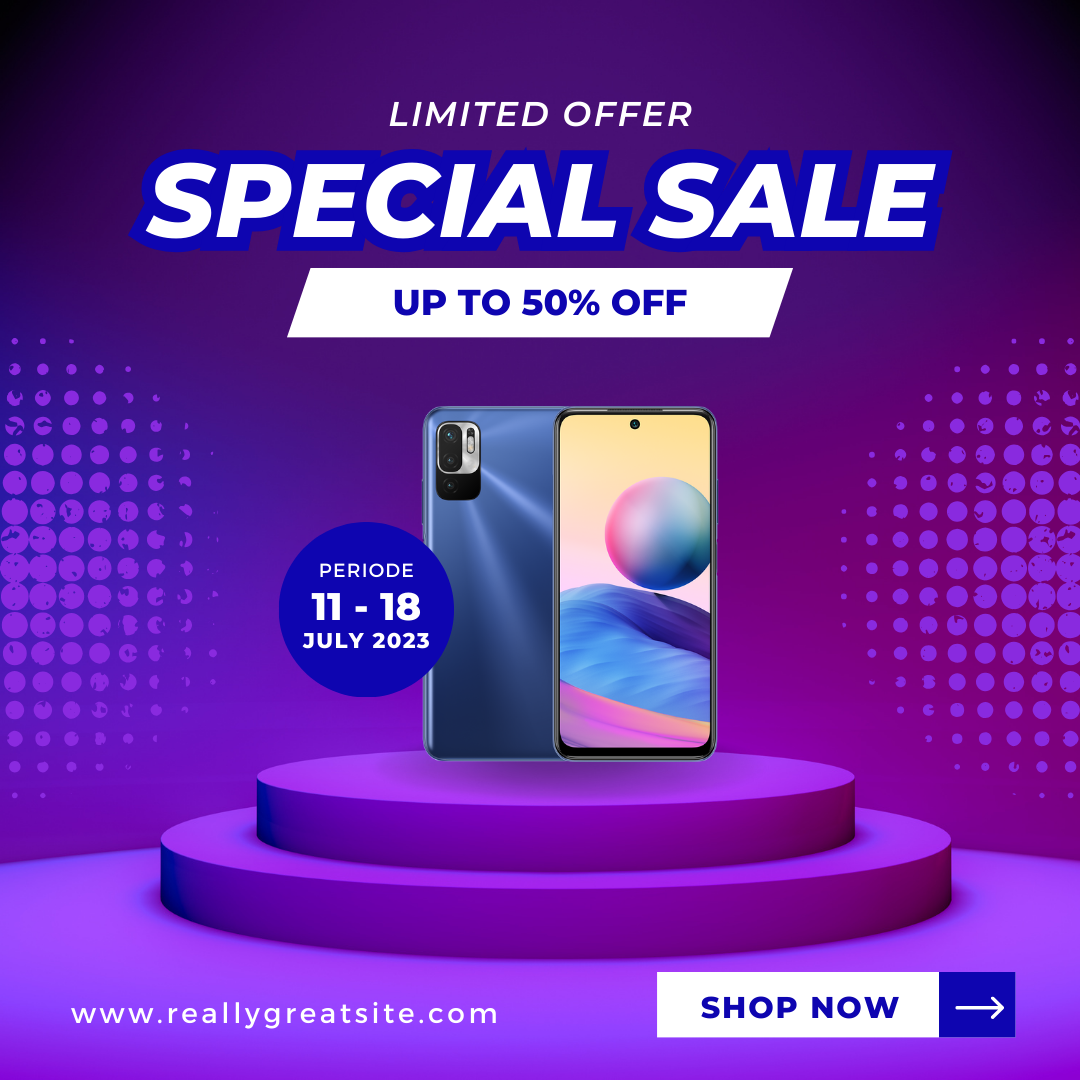 LIMITED OFFER
SPECIAL SALE
UP TO 50% OFF
PERIODE
11 - 18
JULY 2023
www.reallygreatsite.com
SHOP NOW